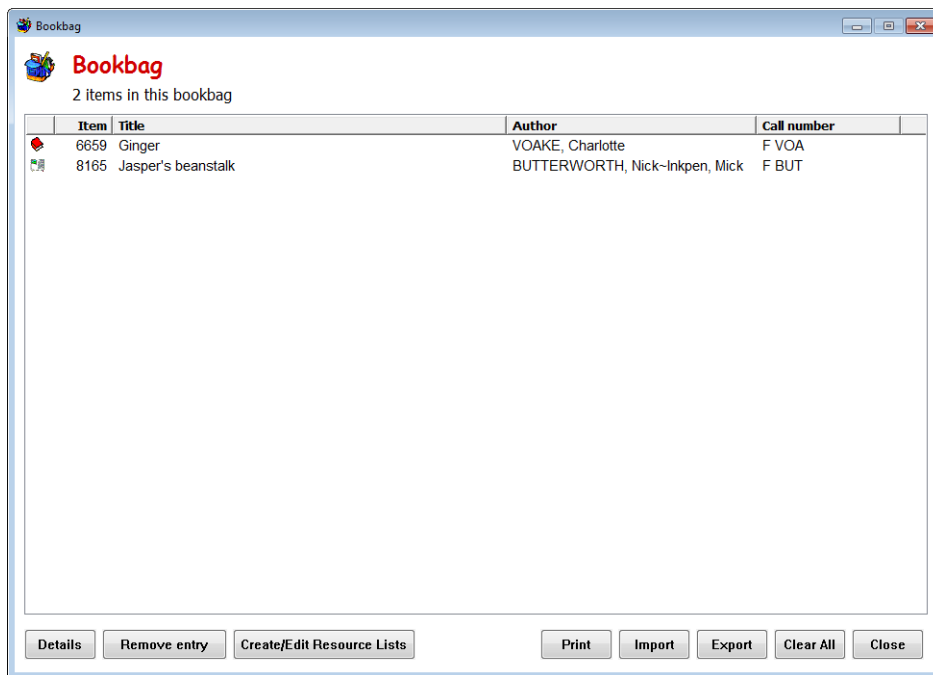 Bookbag
Bookbag
2 items in this bookbag
Item Title Author Call number
6659 Ginger VOAKE, Charlotte F VOA
8165 Jasper's beanstalk BUTTERWORTH, Nick~Inkpen, Mick F BUT
Details Remove entry Create/Edit Resource Lists Print Import Export Clear All Close